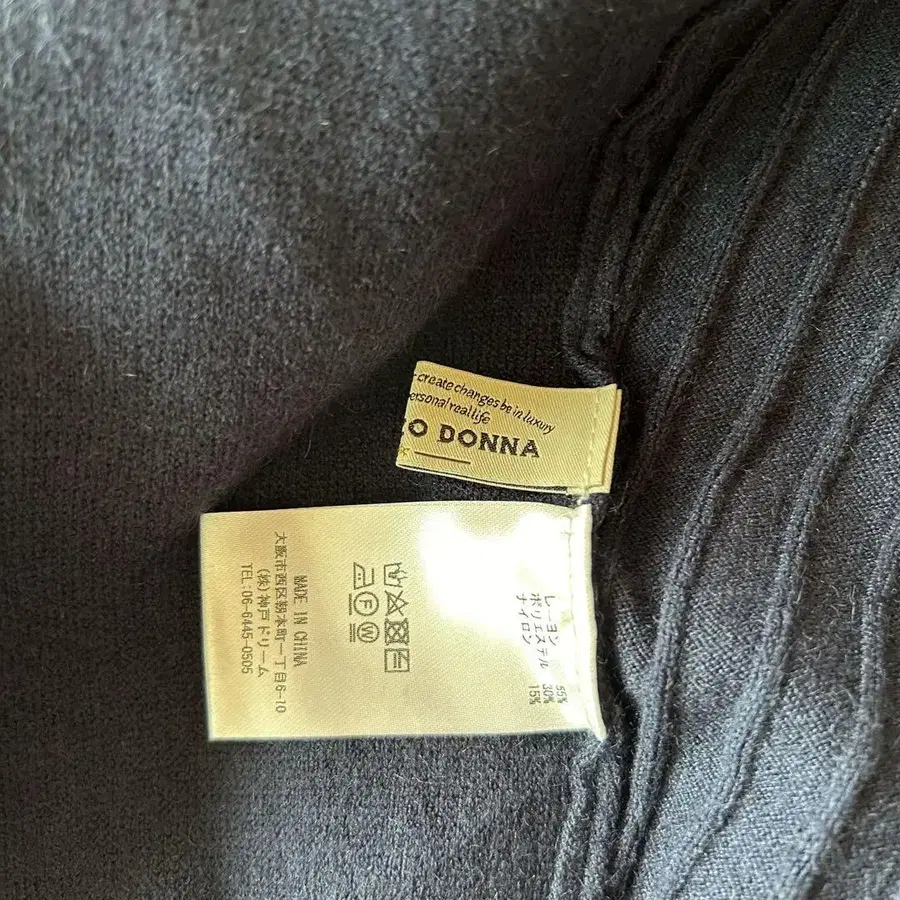 create changes be in luxury
ersonal real life
O DONNA
レーヨン 55%
ポリエステル 30%
ナイロン 15%
MADE IN CHINA
大阪市西区靭本町一丁目6-10
(株)神戸ドリーム
TEL:06-6445-0505